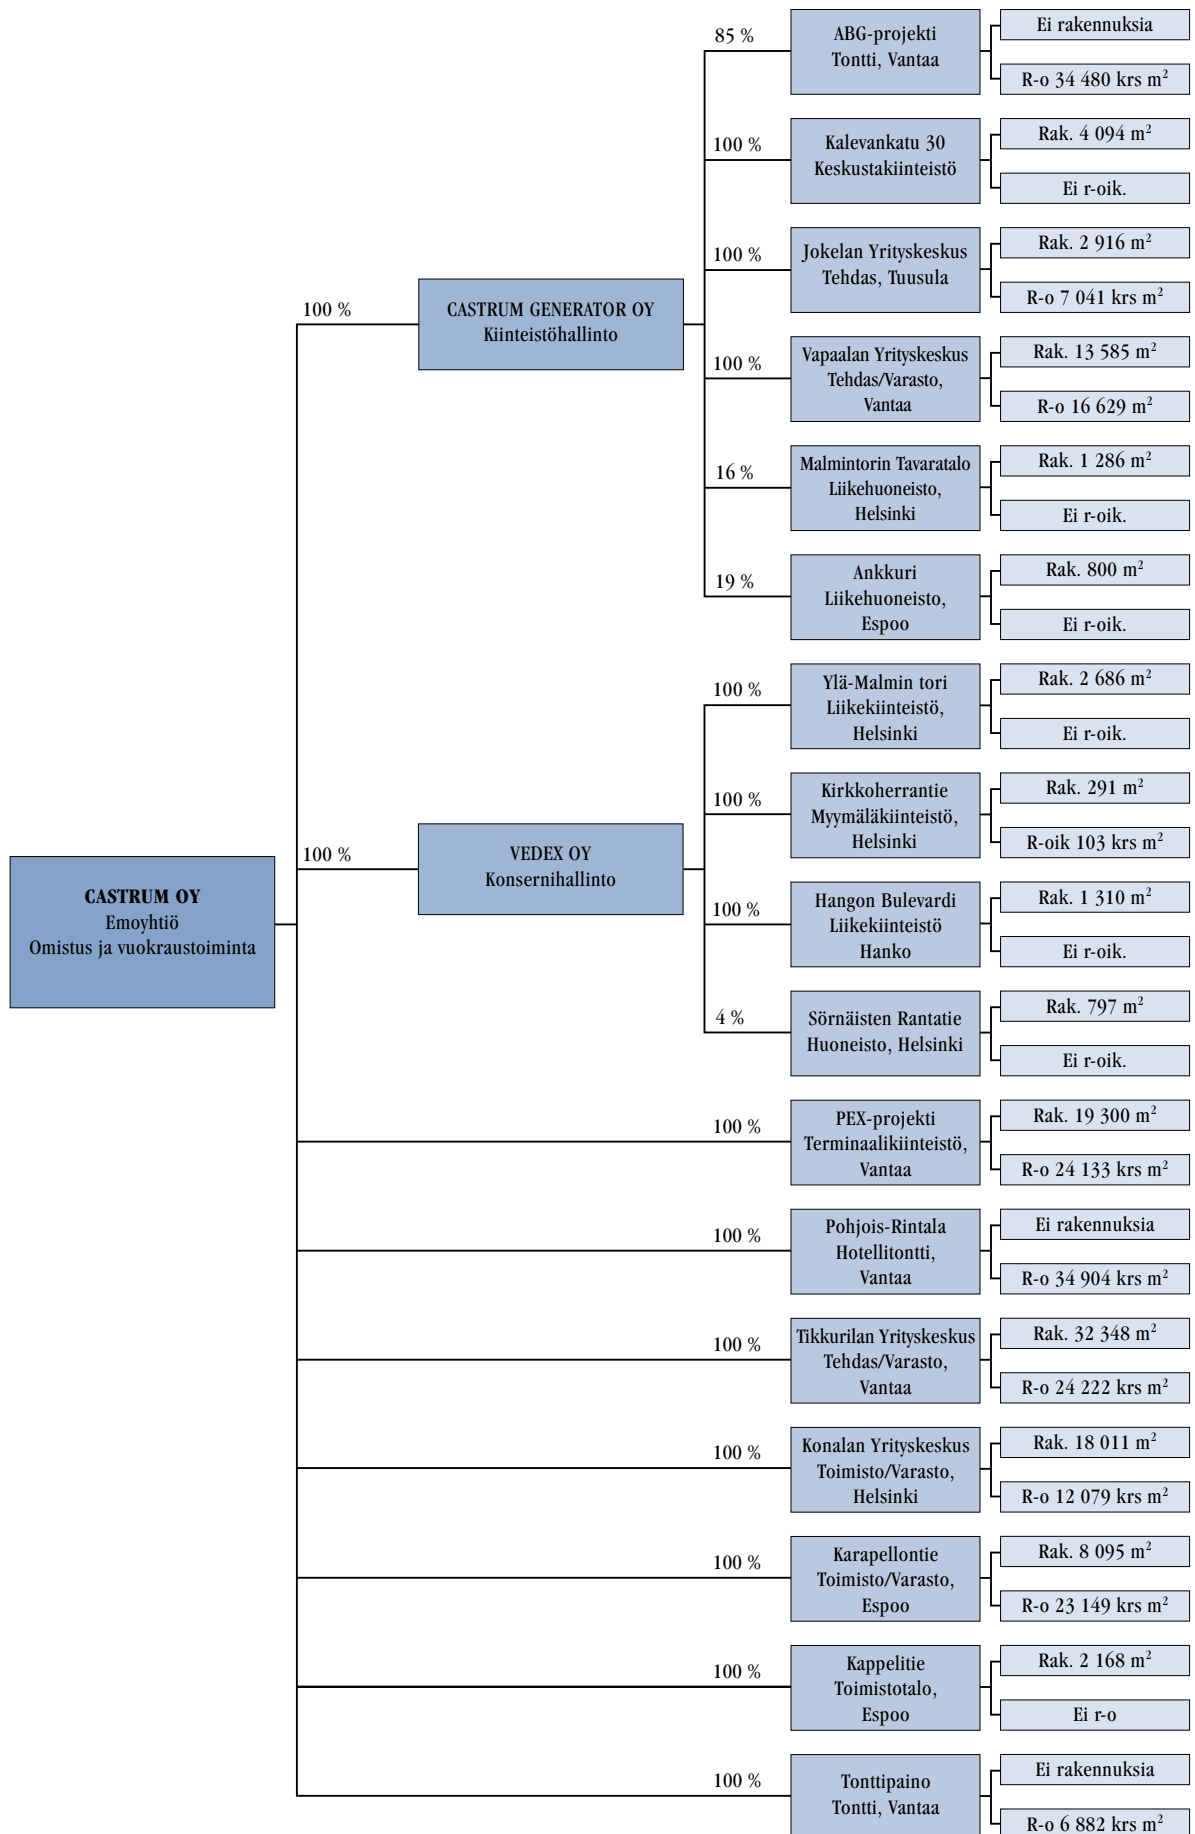 85 %
ABG-projekti
Tontti, Vantaa
Ei rakennuksia
R-o 34 480 krs m²
100 %
Kalevankatu 30
Keskustakiinteistö
Rak. 4 094 m²
Ei r-oik.
100 %
Jokelan Yrityskeskus
Tehdas, Tuusula
Rak. 2 916 m²
R-o 7 041 krs m²
100 %
CASTRUM GENERATOR OY
Kiinteistöhallinto
100 %
Vapaalan Yrityskeskus
Tehdas/Varasto,
Vantaa
Rak. 13 585 m²
R-o 16 629 m²
16 %
Malmintorin Tavaratalo
Liikehuoneisto,
Helsinki
Rak. 1 286 m²
Ei r-oik.
19 %
Ankkuri
Liikehuoneisto,
Espoo
Rak. 800 m²
Ei r-oik.
100 %
Ylä-Malmin tori
Liikekiinteistö,
Helsinki
Rak. 2 686 m²
Ei r-oik.
100 %
Kirkkoherrantie
Myymäläkiinteistö,
Helsinki
Rak. 291 m²
R-oik 103 krs m²
100 %
VEDEX OY
Konsernihallinto
CASTRUM OY
Emoyhtiö
Omistus ja vuokraustoiminta
100 %
Hangon Bulevardi
Liikekiinteistö
Hanko
Rak. 1 310 m²
Ei r-oik.
4 %
Sörnäisten Rantatie
Huoneisto, Helsinki
Rak. 797 m²
Ei r-oik.
100 %
PEX-projekti
Terminaalikiinteistö,
Vantaa
Rak. 19 300 m²
R-o 24 133 krs m²
100 %
Pohjois-Rintala
Hotellitontti,
Vantaa
Ei rakennuksia
R-o 34 904 krs m²
100 %
Tikkurilan Yrityskeskus
Tehdas/Varasto,
Vantaa
Rak. 32 348 m²
R-o 24 222 krs m²
100 %
Konalan Yrityskeskus
Toimisto/Varasto,
Helsinki
Rak. 18 011 m²
R-o 12 079 krs m²
100 %
Karapellontie
Toimisto/Varasto,
Espoo
Rak. 8 095 m²
R-o 23 149 krs m²
100 %
Kappelitie
Toimistotalo,
Espoo
Rak. 2 168 m²
Ei r-o
100 %
Tonttipaino
Tontti, Vantaa
Ei rakennuksia
R-o 6 882 krs m²